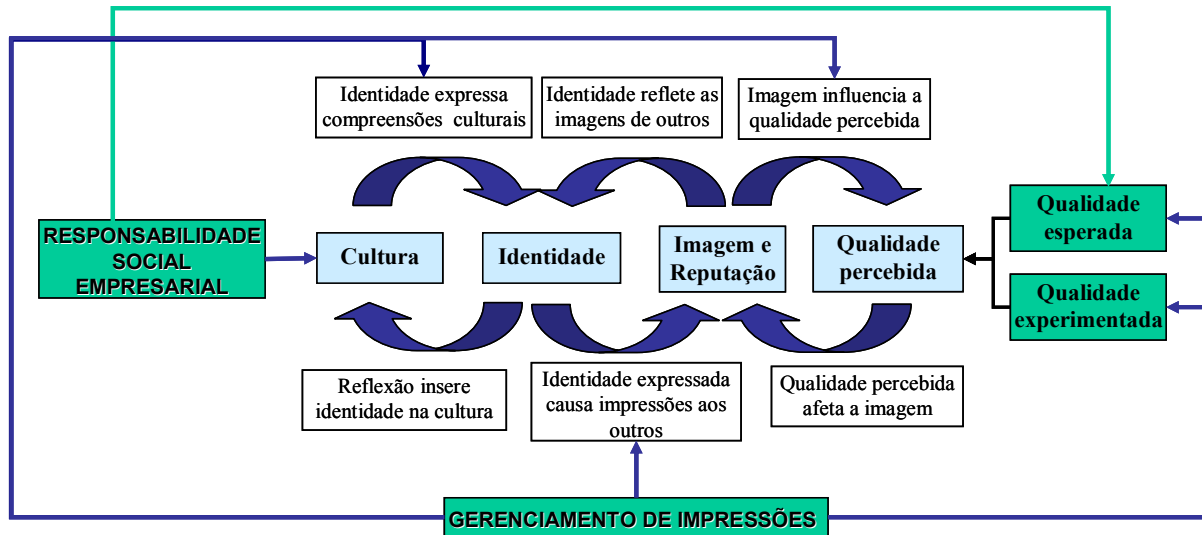 Identidade expressa
compreensões culturais
Identidade reflete as
imagens de outros
Imagem influencia a
qualidade percebida
RESPONSABILIDADE
SOCIAL
EMPRESARIAL
Cultura
Identidade
Imagem e
Reputação
Qualidade
percebida
Qualidade
esperada
Qualidade
experimentada
Reflexão insere
identidade na cultura
Identidade expressada
causa impressões aos
outros
Qualidade percebida
afeta a imagem
GERENCIAMENTO DE IMPRESSÕES